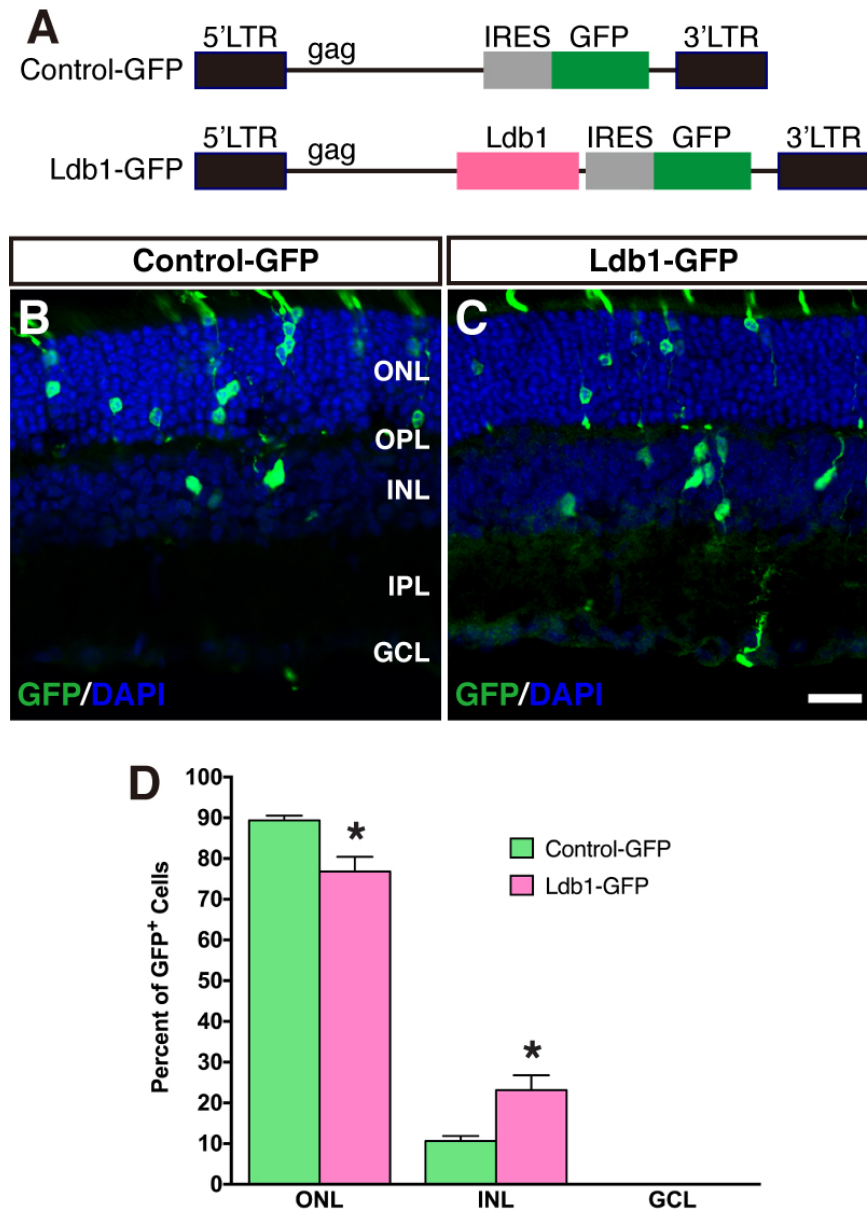 A
5’LTR gag IRES GFP 3’LTR
Control-GFP
5’LTR gag Ldb1 IRES GFP 3’LTR
Ldb1-GFP
Control-GFP Ldb1-GFP
B C
ONL
OPL
INL
IPL
GCL
GFP/DAPI GFP/DAPI
D
Percent of GFP+ Cells
100
90
80
70
60
50
40
30
20
10
0
* *
Control-GFP
Ldb1-GFP
ONL INL GCL